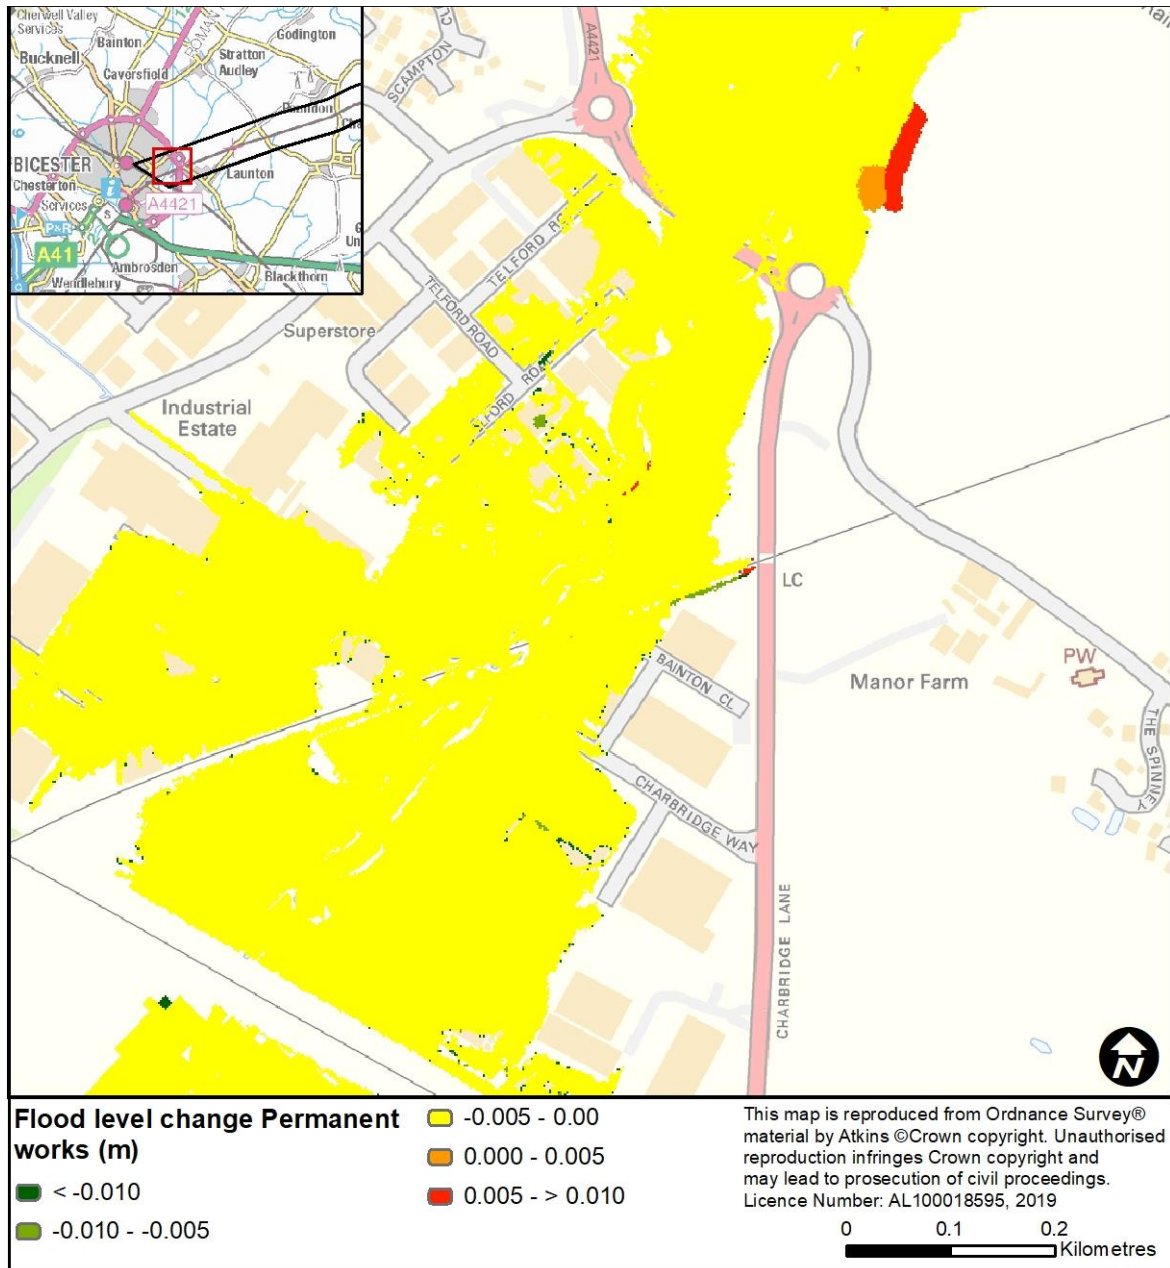 Cherwell Valley
Services
Bainton
Bucknell
Caversfield
Godington
Stratton
Audley
ROMAN
BICESTER
Launton
Chesterton
Services
i
S
A4421
P&R
A41
Ambrosden
Wendlebury
Blackthorn
A4421
SCAMPTON
TELFORD RO
TELFORD ROAD
Superstore
Industrial
Estate
LC
BAINTON CL
Manor Farm
PW
THE SPINNEY
CHARBRIDGE WAY
CHARBRIDGE LANE
N
Flood level change Permanent
works (m)
< -0.010
-0.010 - -0.005
-0.005 - 0.00
0.000 - 0.005
0.005 - > 0.010
This map is reproduced from Ordnance Survey®
material by Atkins ©Crown copyright. Unauthorised
reproduction infringes Crown copyright and
may lead to prosecution of civil proceedings.
Licence Number: AL100018595, 2019
0 0.1 0.2
Kilometres